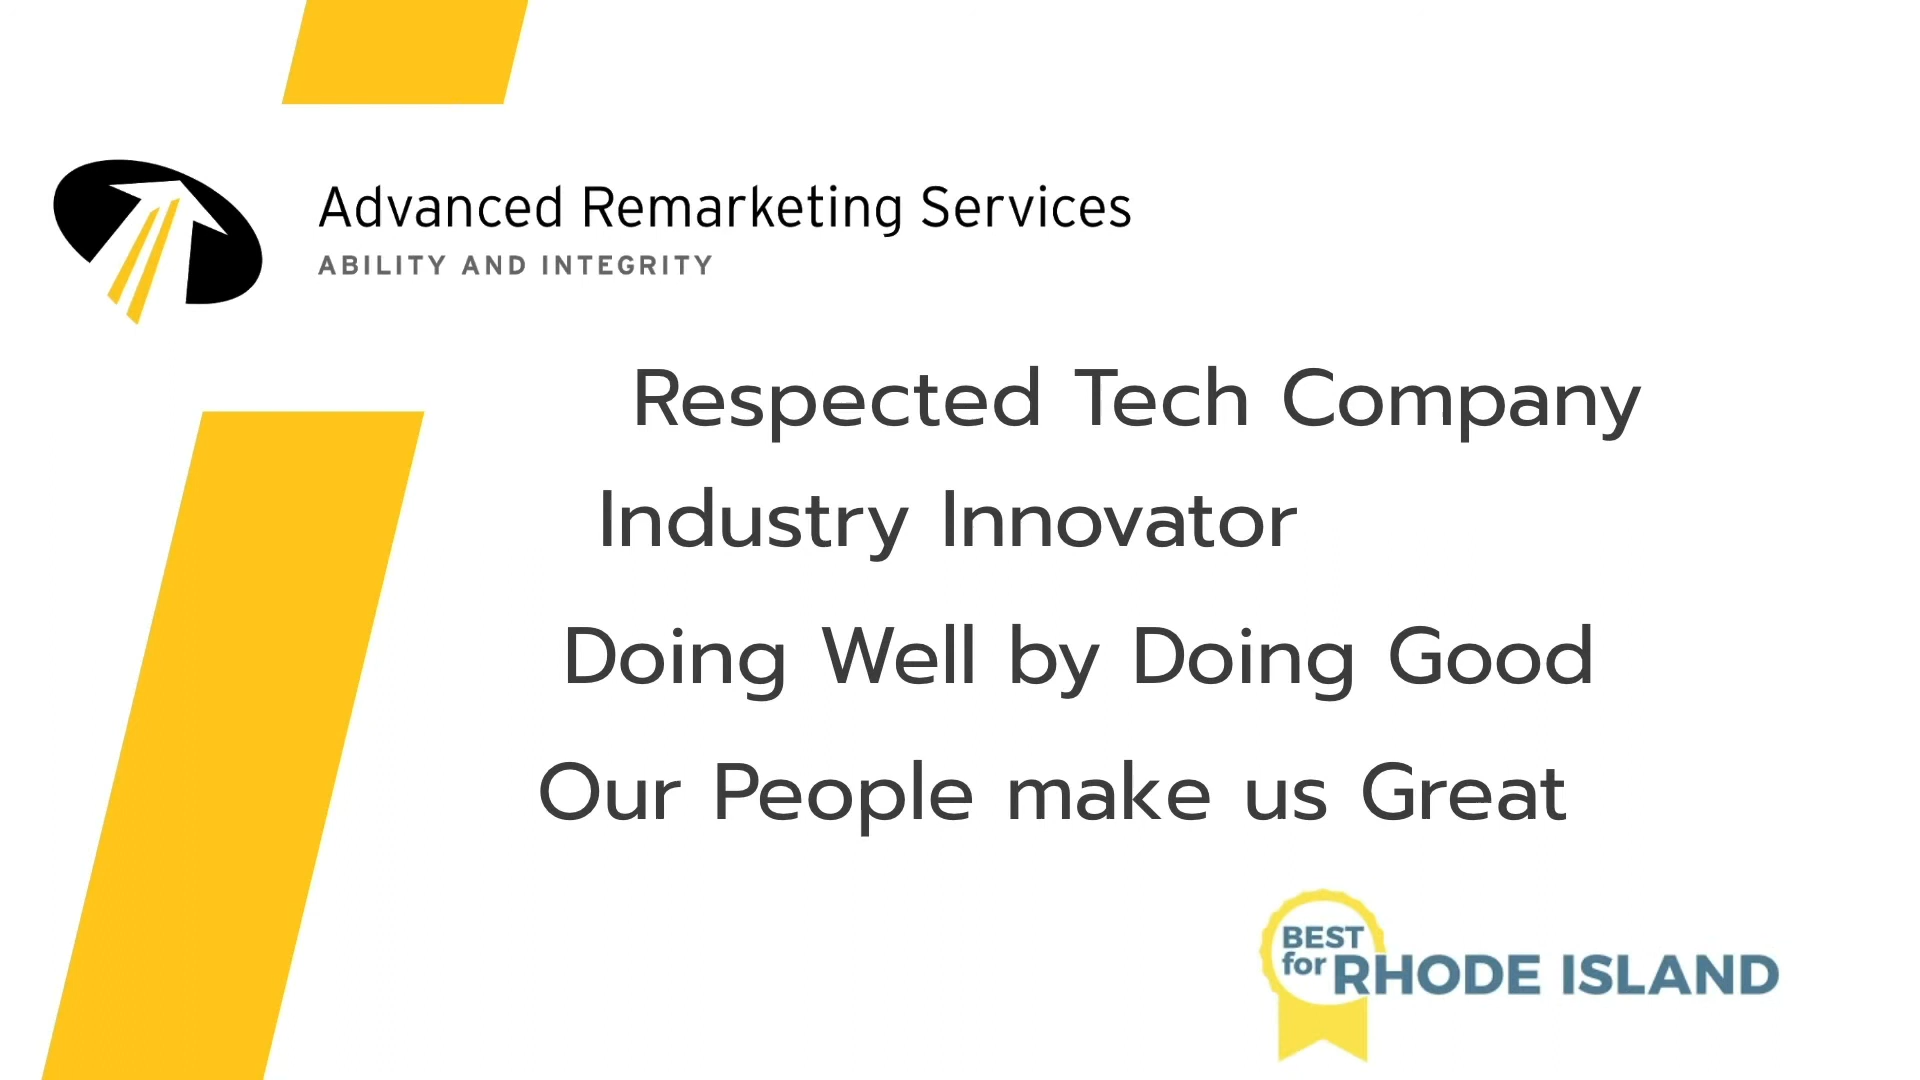 Advanced Remarketing Services
ABILITY AND INTEGRITY
Respected Tech Company
Industry Innovator
Doing Well by Doing Good
Our People make us Great
BEST
for RHODE ISLAND